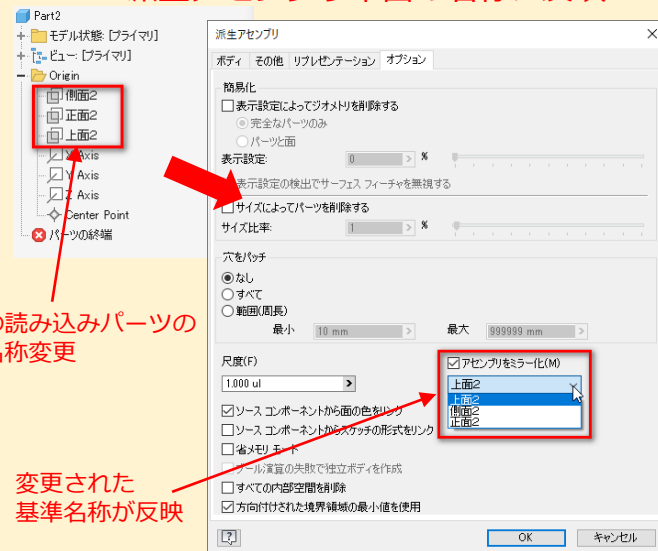 Part2
モデル状態: [プライマリ]
ビュー: [プライマリ]
Origin
側面2
正面2
上面2
Axis
Y Axis
Z Axis
Center Point
パーツの終端
読み込みパーツの
名称変更
変更された
基準名称が反映
派生アセンブリ
ボディ その他 リプレゼンテーション オプション
簡易化
表示設定によってジオメトリを削除する
完全なパーツのみ
パーツと面
表示設定: 0 > %
表示設定の検出でサーフェス フィーチャを無視する
サイズによってパーツを削除する
サイズ比率: 1 > %
穴をパッチ
なし
すべて
範囲(周長)
最小 10 mm > 最大 999999 mm >
尺度(F)
1.000 ul >
アセンブリをミラー化(M)
上面2
上面2
側面2
正面2
ソース コンポーネントから面の色をリンク
ソース コンポーネントからスケッチの形式をリンク
省メモリ モード
ブール演算の失敗で独立ボディを作成
すべての内部空間を削除
方向付けされた境界領域の最小値を使用
? OK キャンセル